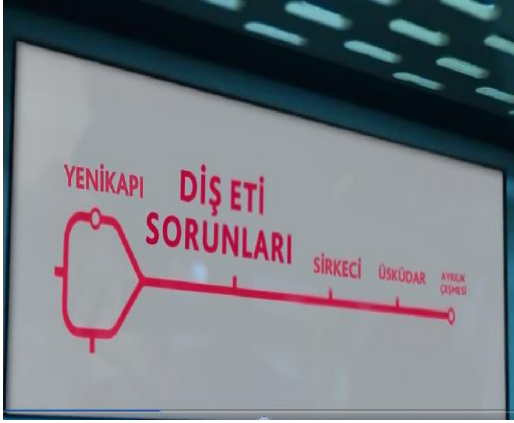 YENİKAPI
DİŞ ETİ
SORUNLARI
SİRKECİ
ÜSKÜDAR
AYRILIK
ÇEŞMESİ